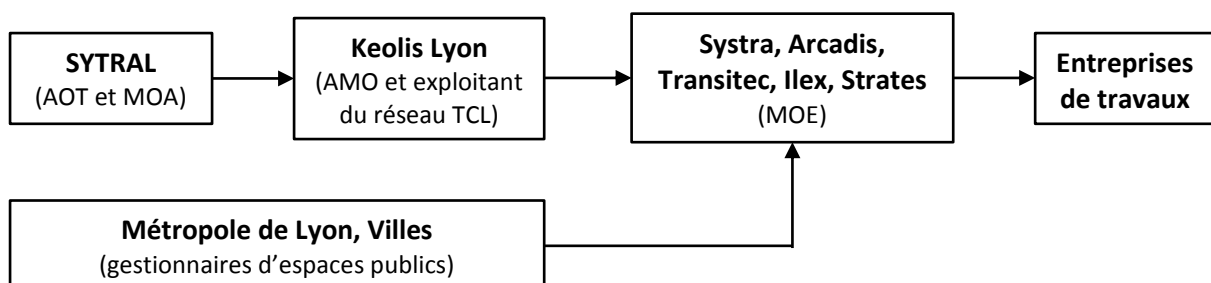 SYTRAL
(AOT et MOA)
Keolis Lyon
(AMO et exploitant
du réseau TCL)
Systra, Arcadis,
Transitec, Ilex, Strates
(MOE)
Entreprises
de travaux
Métropole de Lyon, Villes
(gestionnaires d’espaces publics)